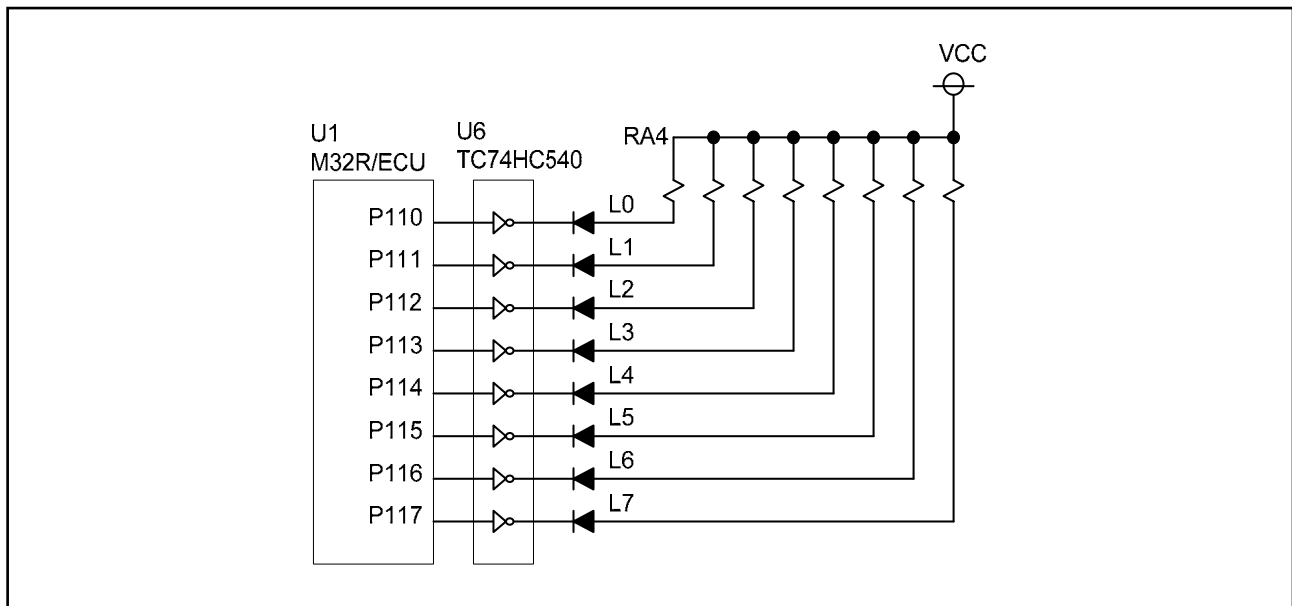 VCC
U1
M32R/ECU
U6
TC74HC540
RA4
P110
L0
P111
L1
P112
L2
P113
L3
P114
L4
P115
L5
P116
L6
P117
L7